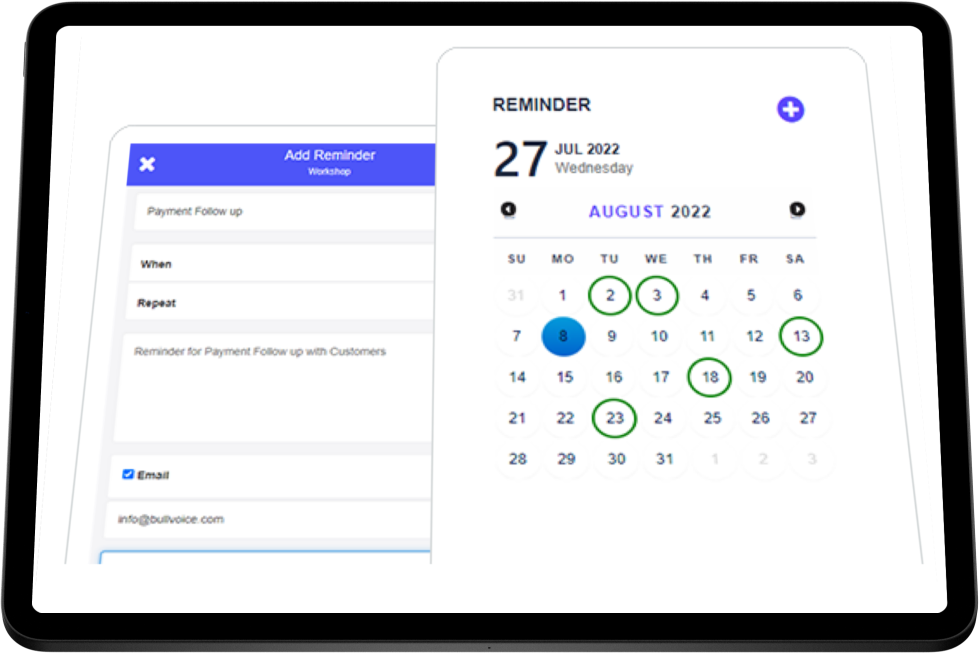 Add Reminder
Workshop
Payment Follow up
When
Repeat
Reminder for Payment Follow up with Customers
Email
info@bullvoice.com
REMINDER
27 JUL 2022
Wednesday
AUGUST 2022
SU MO TU WE TH FR SA
31 1 2 3 4 5 6
7 8 9 10 11 12 13
14 15 16 17 18 19 20
21 22 23 24 25 26 27
28 29 30 31 1 2 3